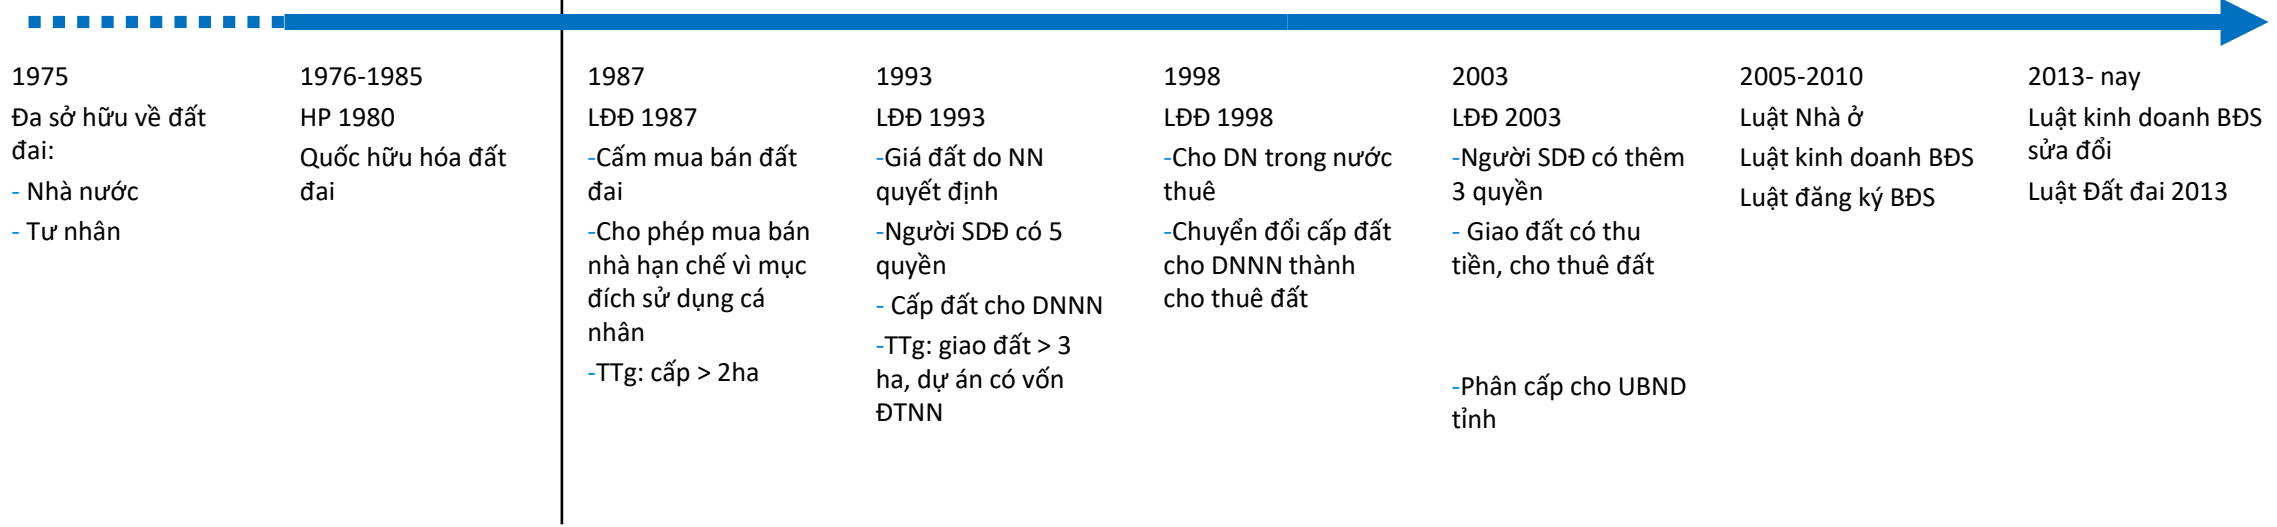 1975
Đa sở hữu về đất
đai:
- Nhà nước
- Tư nhân
1976-1985
HP 1980
Quốc hữu hóa đất
đai
1987
LĐĐ 1987
-Cấm mua bán đất
đai
-Cho phép mua bán
nhà hạn chế vì mục
đích sử dụng cá
nhân
-TTg: cấp > 2ha
1993
LĐĐ 1993
-Giá đất do NN
quyết định
-Người SDĐ có 5
quyền
- Cấp đất cho DNNN
-TTg: giao đất > 3
ha, dự án có vốn
ĐTNN
1998
LĐĐ 1998
-Cho DN trong nước
thuê
-Chuyển đổi cấp đất
cho DNNN thành
cho thuê đất
2003
LĐĐ 2003
-Người SDĐ có thêm
3 quyền
- Giao đất có thu
tiền, cho thuê đất
-Phân cấp cho UBND
tỉnh
2005-2010
Luật Nhà ở
Luật kinh doanh BĐS
Luật đăng ký BĐS
2013- nay
Luật kinh doanh BĐS
sửa đổi
Luật Đất đai 2013